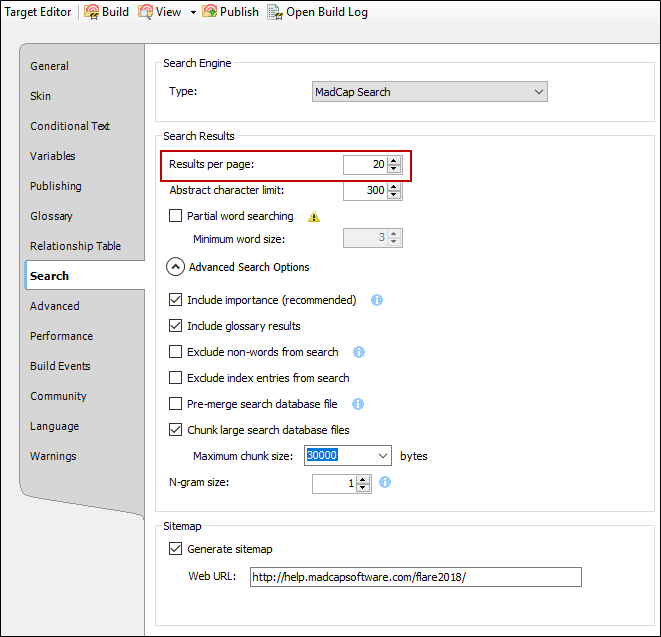 Target Editor Build View Publish Open Build Log
General
Skin
Conditional Text
Variables
Publishing
Glossary
Relationship Table
Search
Advanced
Performance
Build Events
Community
Language
Warnings
Search Engine
Type: MadCap Search
Search Results
Results per page: 20
Abstract character limit: 300
Partial word searching
Minimum word size: 3
Advanced Search Options
Include importance (recommended)
Include glossary results
Exclude non-words from search
Exclude index entries from search
Pre-merge search database file
Chunk large search database files
Maximum chunk size: 30000 bytes
N-gram size: 1
Sitemap
Generate sitemap
Web URL: http://help.madcapsoftware.com/flare2018/